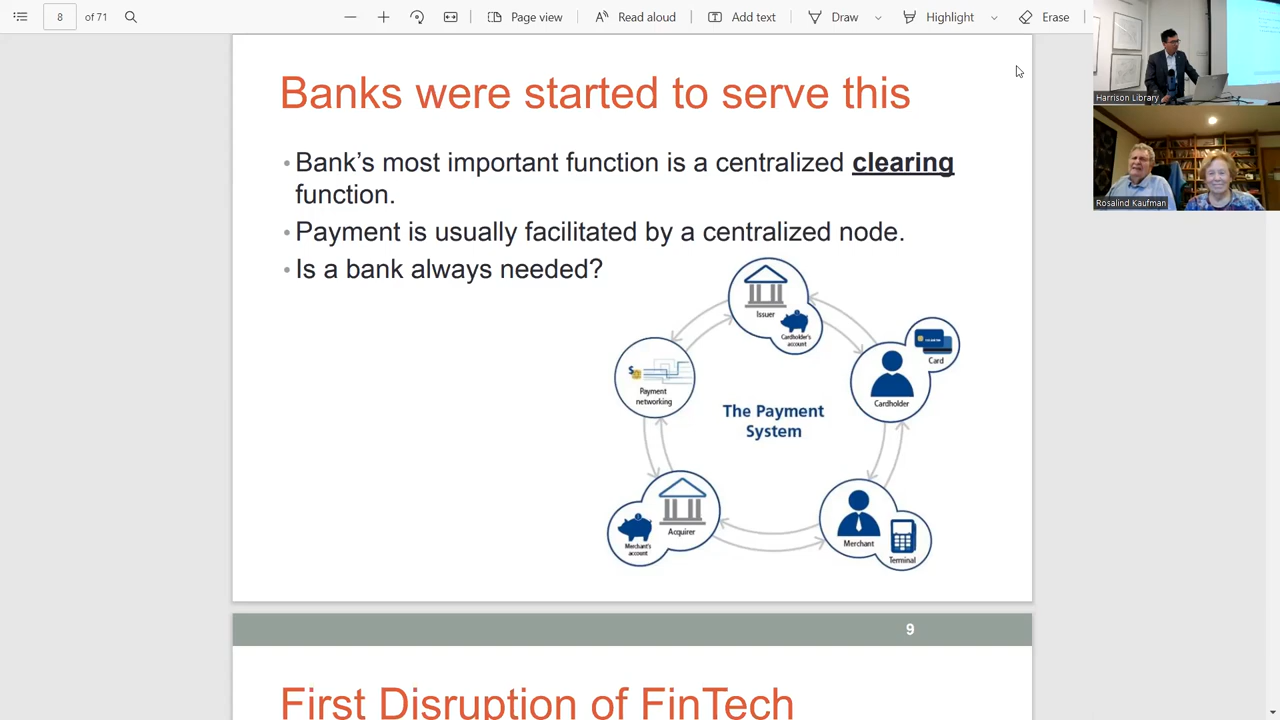 8
of 71
Page view
Read aloud
Add text
Draw
Highlight
Erase
Harrison Library
Rosalind Kaufman
Banks were started to serve this
• Bank's most important function is a centralized clearing
function.
• Payment is usually facilitated by a centralized node.
• Is a bank always needed?
Issuer
Cardholder's
account
Card
Cardholder
$
Payment
networking
The Payment
System
Merchant's
account
Acquirer
Merchant
Terminal
9
First Disruption of FinTech